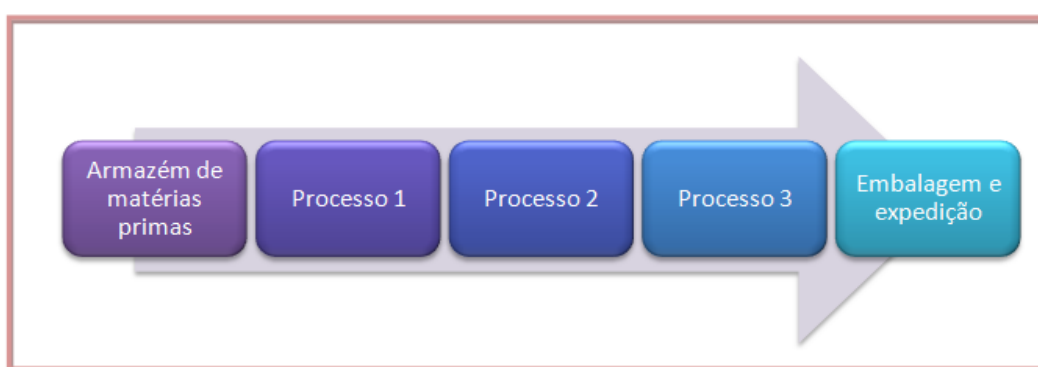 Armazém de
matérias
primas
Processo 1
Processo 2
Processo 3
Embalagem e
expedição